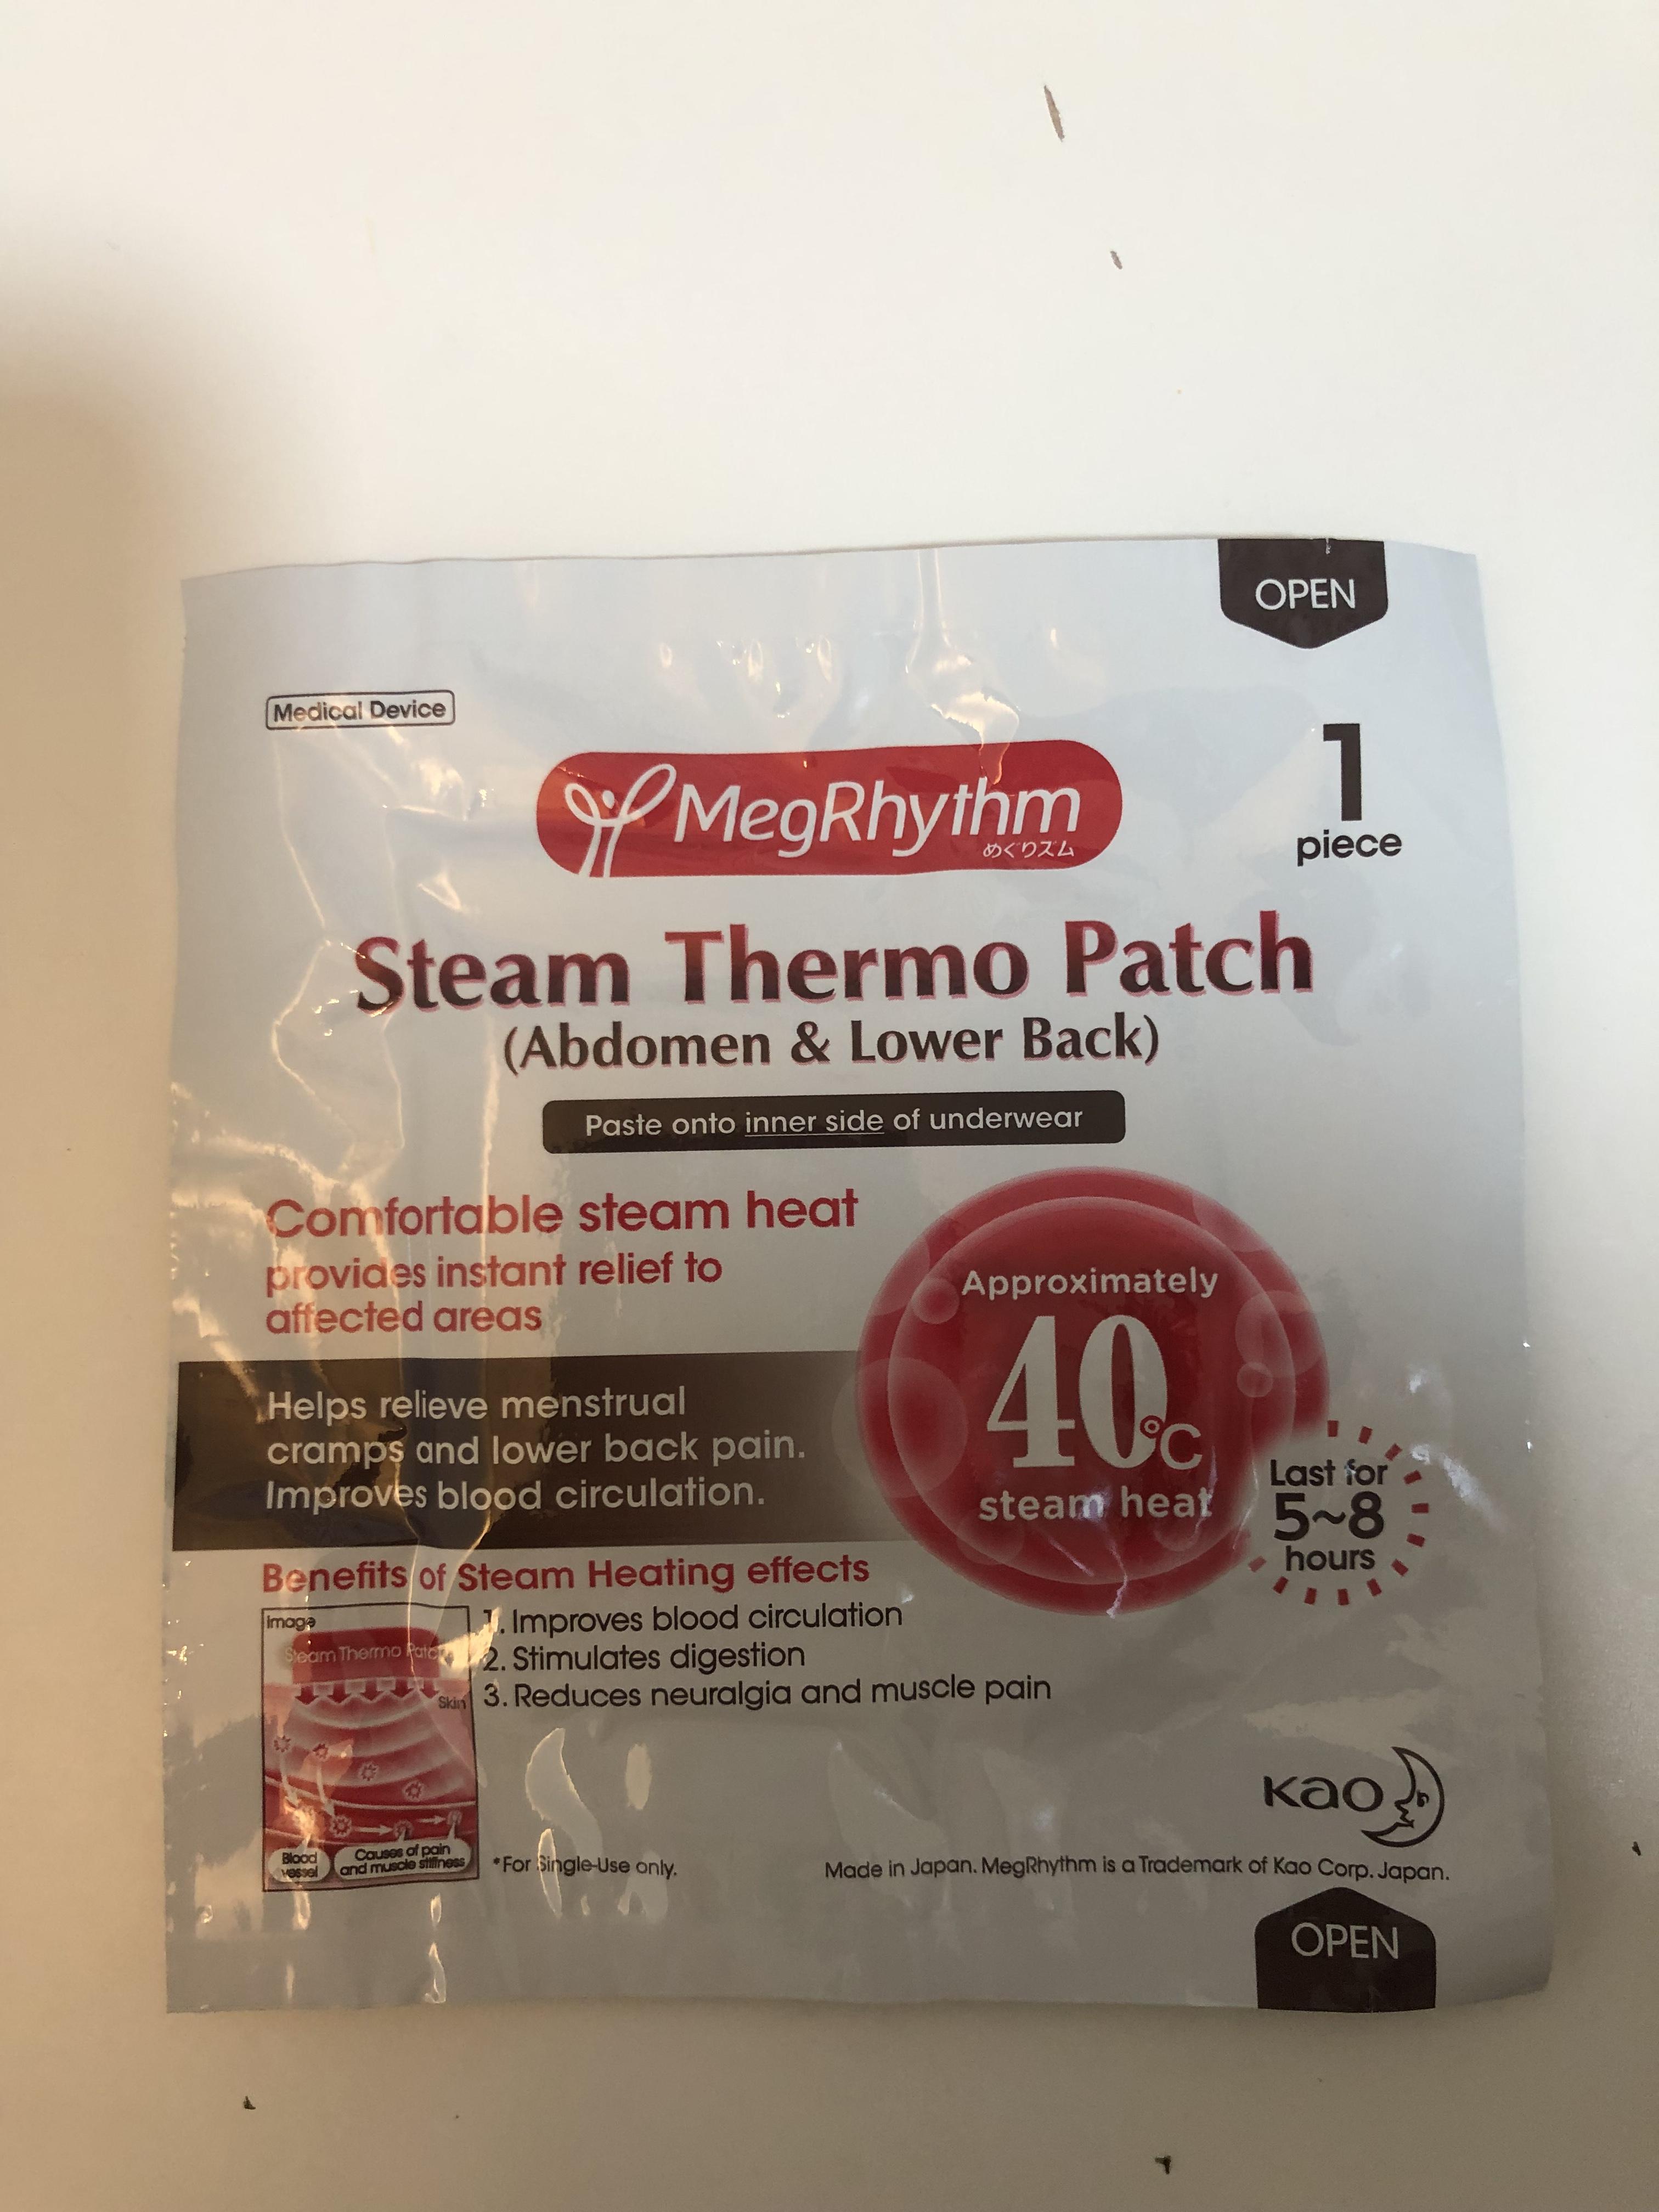 OPEN
Medical Device
MegRhythm
めぐりズム
1
piece
Steam Thermo Patch
(Abdomen & Lower Back)
Paste onto inner side of underwear
Comfortable steam heat
provides instant relief to
affected areas
Approximately
40°C
steam heat
Helps relieve menstrual
cramps and lower back pain.
Improves blood circulation.
Last for
5~8
hours
Benefits of Steam Heating effects
1. Improves blood circulation
2. Stimulates digestion
3. Reduces neuralgia and muscle pain
Image
Steam Thermo Patch
Skin
Blood
vessel
Causes of pain
and muscle stiffness
*For Single-Use only.
Kao
Made in Japan. MegRhythm is a Trademark of Kao Corp. Japan.
OPEN